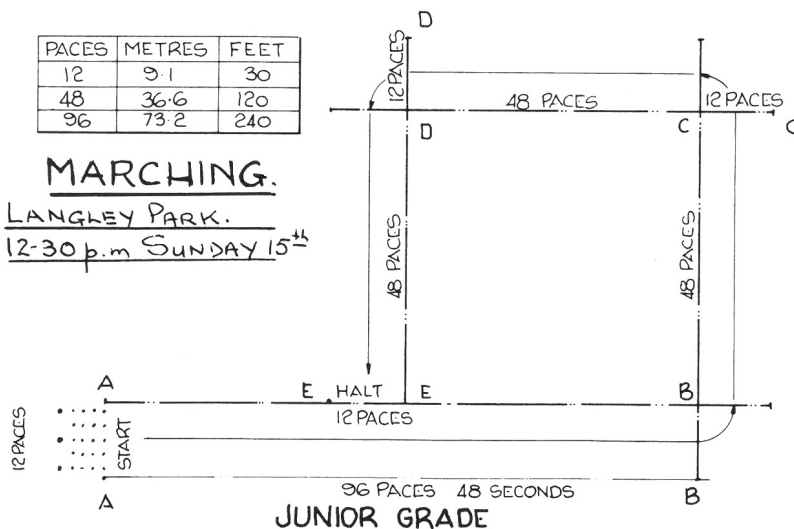 PACES METRES FEET
12 9.1 30
48 36.6 120
96 73.2 240
MARCHING.
LANGLEY PARK.
12-30 p.m SUNDAY 15th
D
12 PACES
48 PACES
12 PACES
D
C
C
48 PACES
48 PACES
A
E HALT E
B
12 PACES
12 PACES
START
A
96 PACES 48 SECONDS
B
JUNIOR GRADE